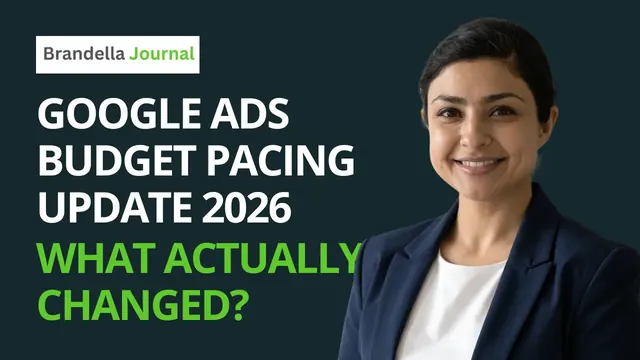 Brandella Journal
GOOGLE ADS
BUDGET PACING
UPDATE 2026
WHAT ACTUALLY
CHANGED?